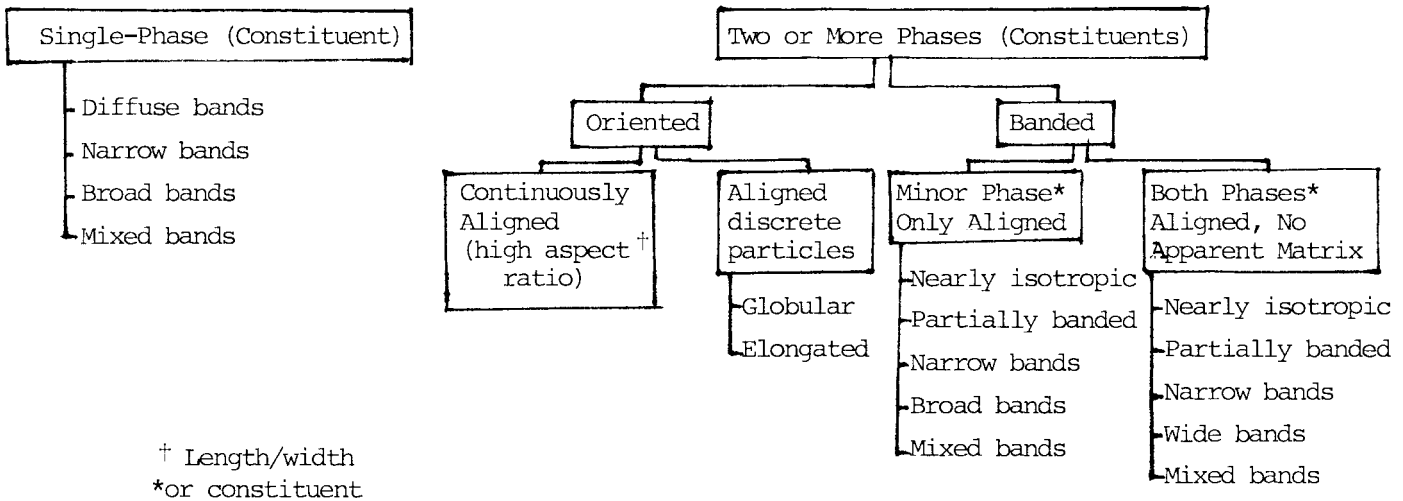 Single-Phase (Constituent)
Diffuse bands
Narrow bands
Broad bands
Mixed bands
Two or More Phases (Constituents)
Oriented
Banded
Continuously
Aligned
(high aspect †
ratio)
Aligned
discrete
particles
Globular
Elongated
Minor Phase*
Only Aligned
Nearly isotropic
Partially banded
Narrow bands
Broad bands
Mixed bands
Both Phases*
Aligned, No
Apparent Matrix
Nearly isotropic
Partially banded
Narrow bands
Wide bands
Mixed bands
† Length/width
*or constituent